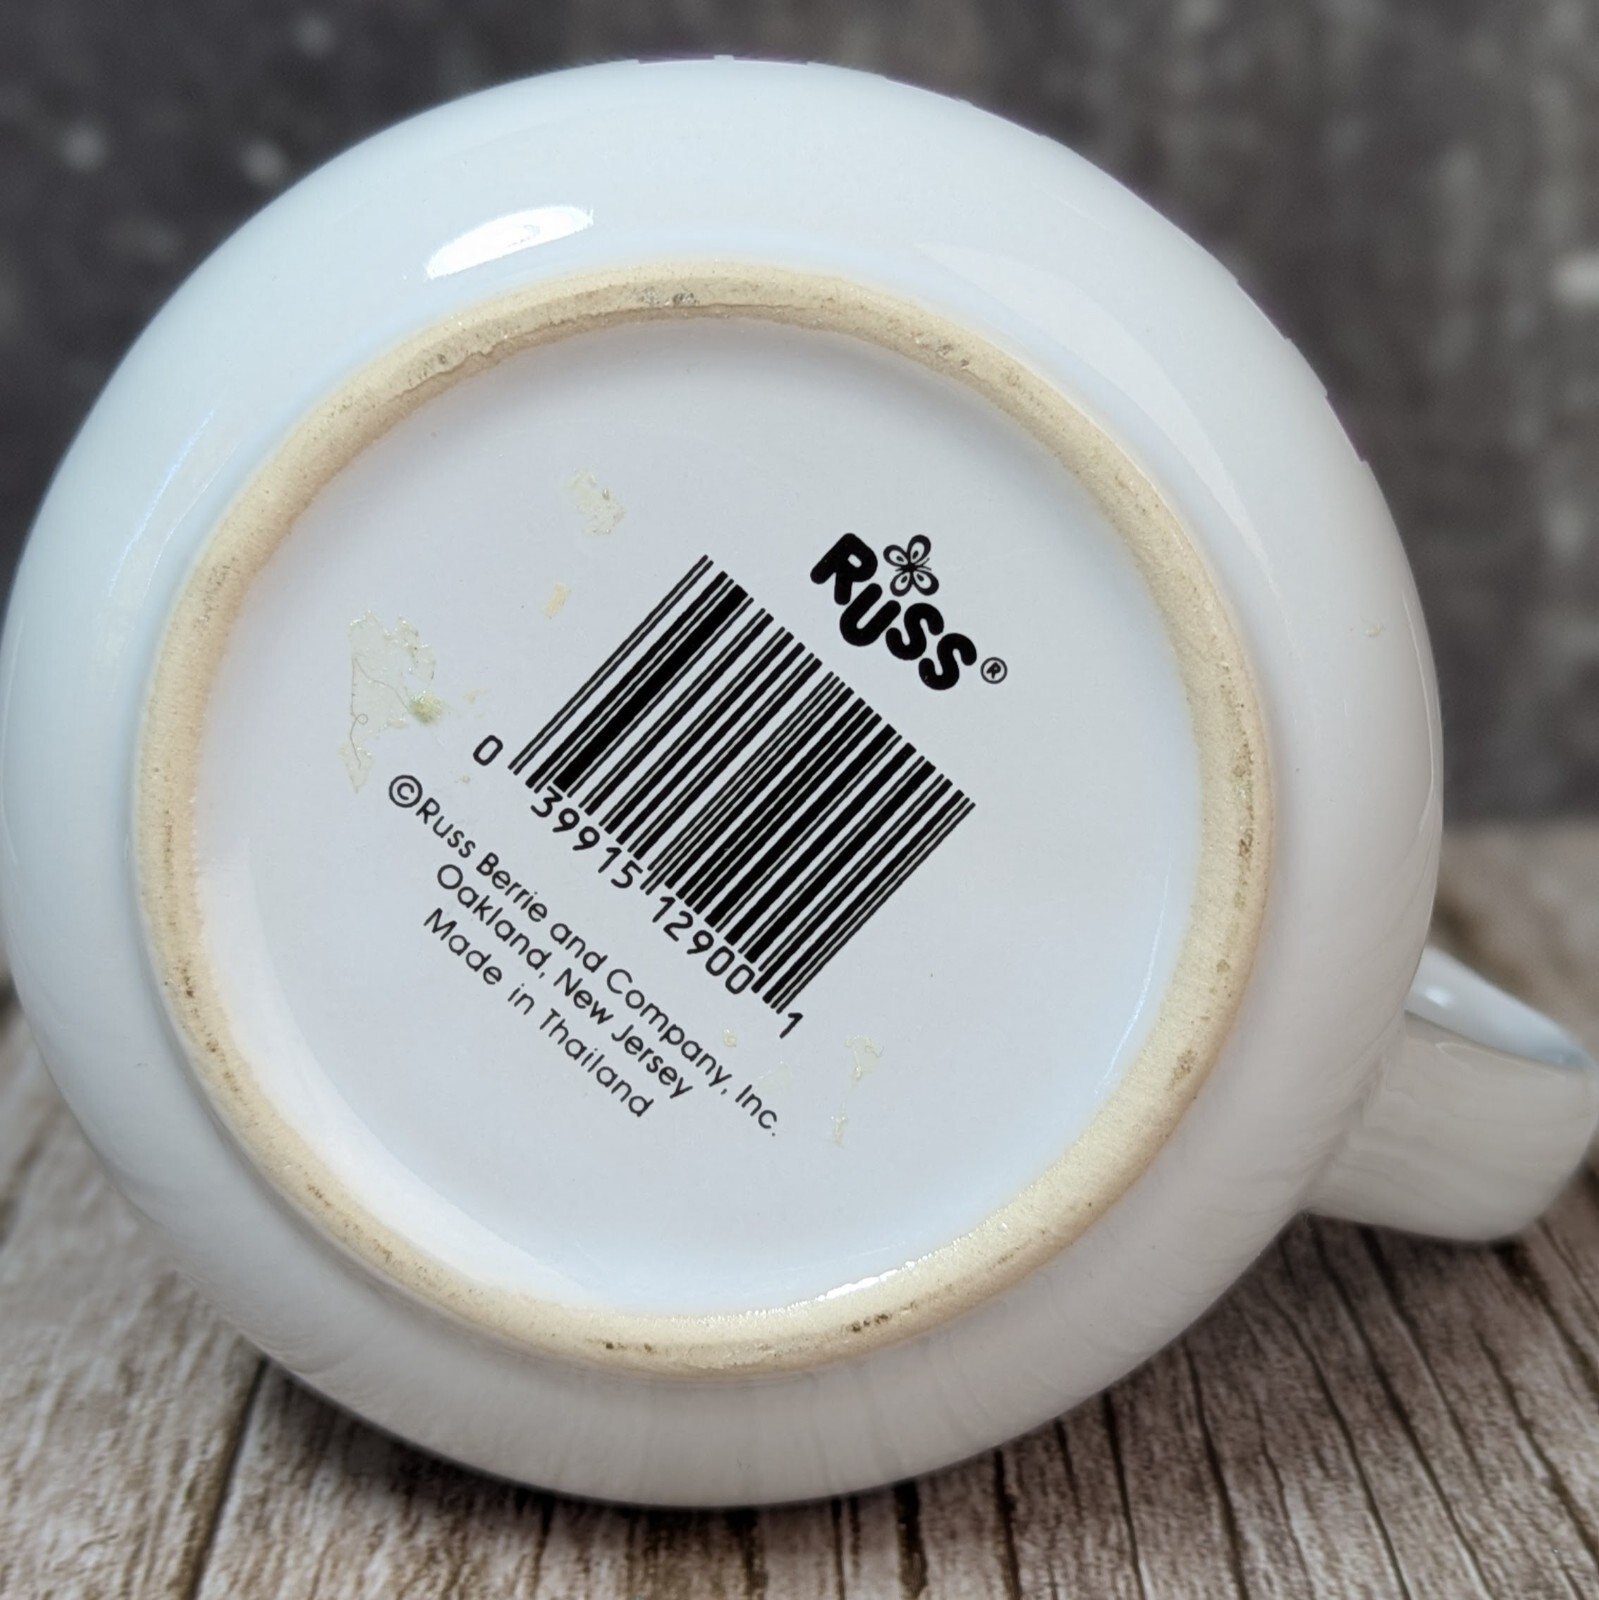 RUSS®
0 39915 12900 1
©Russ Berrie and Company, Inc.
Oakland, New Jersey
Made in Thailand